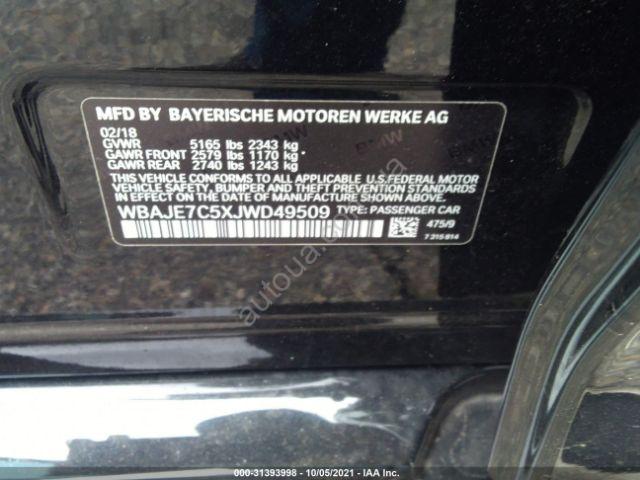 MFD BY BAYERISCHE MOTOREN WERKE AG
02/18
GVWR 5165 lbs 2343 kg
GAWR FRONT 2579 lbs 1170 kg
GAWR REAR 2740 lbs 1243 kg
THIS VEHICLE CONFORMS TO ALL APPLICABLE U.S.FEDERAL MOTOR
VEHICLE SAFETY, BUMPER, AND THEFT PREVENTION STANDARDS
IN EFFECT ON THE DATE OF MANUFACTURE SHOWN ABOVE.
WBAJE7C5XJWD49509 TYPE: PASSENGER CAR
475/9
7 315 614
000-31393998 - 10/05/2021 - IAA Inc.